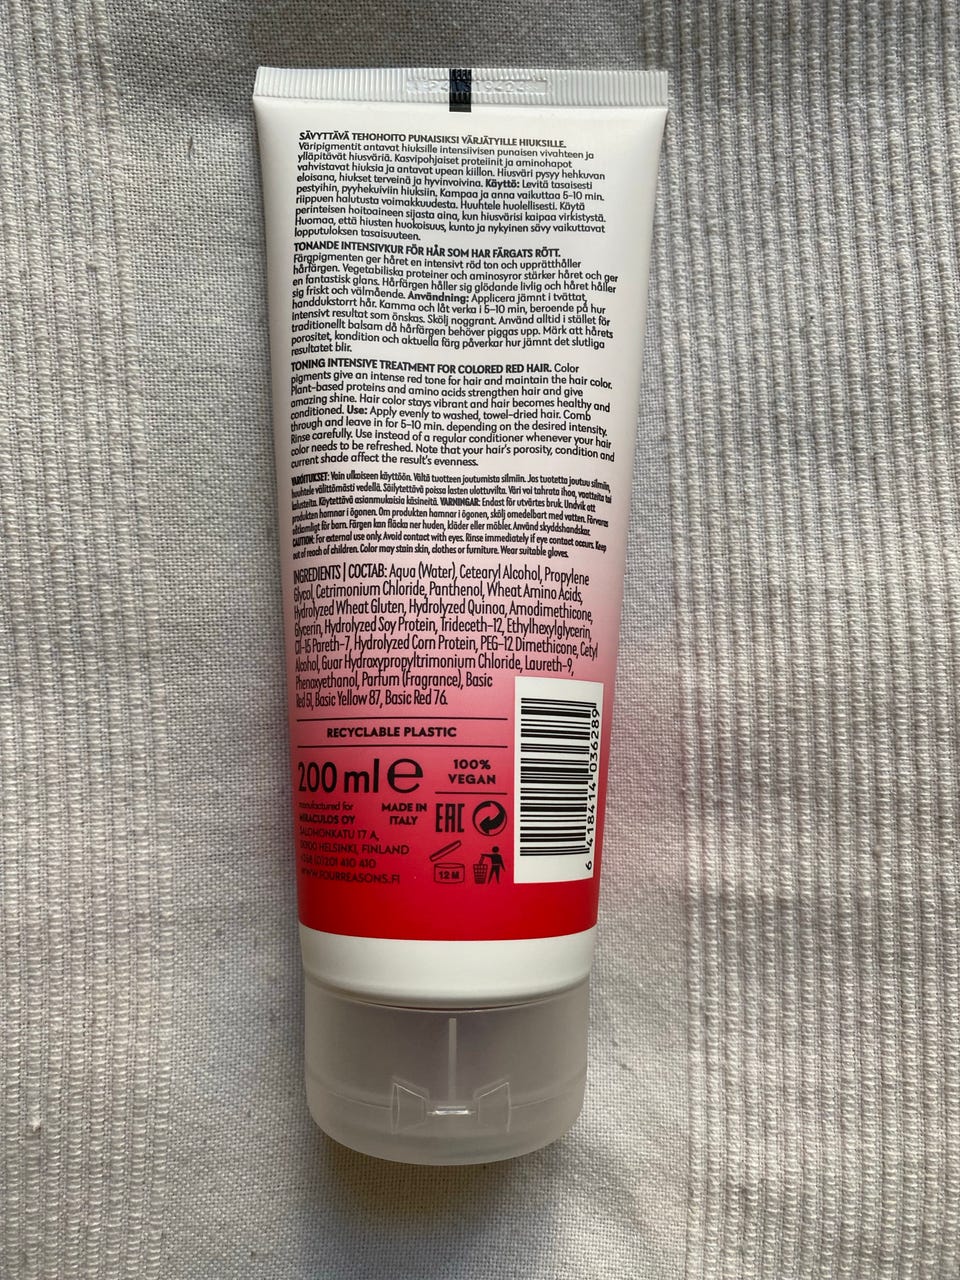 SÄVYTTÄVÄ TEHOHOITO PUNAISIKSI VÄRJÄTYILLE HIUKSILLE.
Väripigmentit antavat hiuksille intensiivisen punaisen vivahteen ja
ylläpitävät hiusväriä. Kasvipohjaiset proteiinit ja aminohapot
vahvistavat hiuksia ja antavat upean kiillon. Hiusväri pysyy hehkuvan
eloisana, hiukset terveinä ja hyvinvoivina. Käyttö: Levitä tasaisesti
pestyihin, pyyhekuiviin hiuksiin. Kampaa ja anna vaikuttaa 5–10 min.
riippuen halutusta voimakkuudesta. Huuhtele huolellisesti. Käytä
perinteisen hoitoaineen sijasta aina, kun hiusvärisi kaipaa virkistystä.
Huomaa, että hiusten huokoisuus, kunto ja nykyinen sävy vaikuttavat
lopputuloksen tasaisuuteen.
TONANDE INTENSIVKUR FÖR HÅR SOM HAR FÄRGATS RÖTT.
Färgpigmenten ger håret en intensivt röd ton och upprätthåller
hårfärgen. Vegetabiliska proteiner och aminosyror stärker håret och ger
en fantastisk glans. Hårfärgen håller sig glödande livlig och håret håller
sig friskt och välmående. Användning: Applicera jämnt i tvättat,
handdukstorrt hår. Kamma och låt verka i 5–10 min, beroende på hur
intensivt resultat som önskas. Skölj noggrant. Använd alltid i stället för
traditionellt balsam då hårfärgen behöver piggas upp. Märk att hårets
porositet, kondition och aktuella färg påverkar hur jämnt det slutliga
resultatet blir.
TONING INTENSIVE TREATMENT FOR COLORED RED HAIR. Color
pigments give an intense red tone for hair and maintain the hair color.
Plant-based proteins and amino acids strengthen hair and give
amazing shine. Hair color stays vibrant and hair becomes healthy and
conditioned. Use: Apply evenly to washed, towel-dried hair. Comb
through and leave in for 5–10 min. depending on the desired intensity.
Rinse carefully. Use instead of a regular conditioner whenever your hair
color needs to be refreshed. Note that your hair's porosity, condition and
current shade affect the result's evenness.
VAROITUKSET: Vain ulkoiseen käyttöön. Vältä tuotteen joutumista silmiin. Jos tuotetta joutuu silmiin,
huuhtele välittömästi vedellä. Säilytettävä poissa lasten ulottuvilta. Väri voi tahrata ihoa, vaatteita tai
kalusteita. Käytettävä asianmukaisia käsineitä. VARNINGAR: Endast för utvärtes bruk. Undvik att
produkten hamnar i ögonen. Om produkten hamnar i ögonen, skölj omedelbart med vatten. Förvaras
oåtkomligt för barn. Färgen kan fläcka ner huden, kläder eller möbler. Använd skyddshandskar.
CAUTION: For external use only. Avoid contact with eyes. Rinse immediately if eye contact occurs. Keep
out of reach of children. Color may stain skin, clothes or furniture. Wear suitable gloves.
INGREDIENTS | СОСТАВ: Aqua (Water), Cetearyl Alcohol, Propylene
Glycol, Cetrimonium Chloride, Panthenol, Wheat Amino Acids,
Hydrolyzed Wheat Gluten, Hydrolyzed Quinoa, Amodimethicone,
Glycerin, Hydrolyzed Soy Protein, Trideceth-12, Ethylhexylglycerin,
C11-15 Pareth-7, Hydrolyzed Corn Protein, PEG-12 Dimethicone, Cetyl
Alcohol, Guar Hydroxypropyltrimonium Chloride, Laureth-9,
Phenoxyethanol, Parfum (Fragrance), Basic
Red 51, Basic Yellow 87, Basic Red 76.
RECYCLABLE PLASTIC
200 ml e
100%
VEGAN
manufactured for
MIRACULOS OY
SALOMONKATU 17 A,
00100 HELSINKI, FINLAND
+358 (0)201 410 410
WWW.FOURREASONS.FI
MADE IN
ITALY
EAC
12 M
6 418414 036289